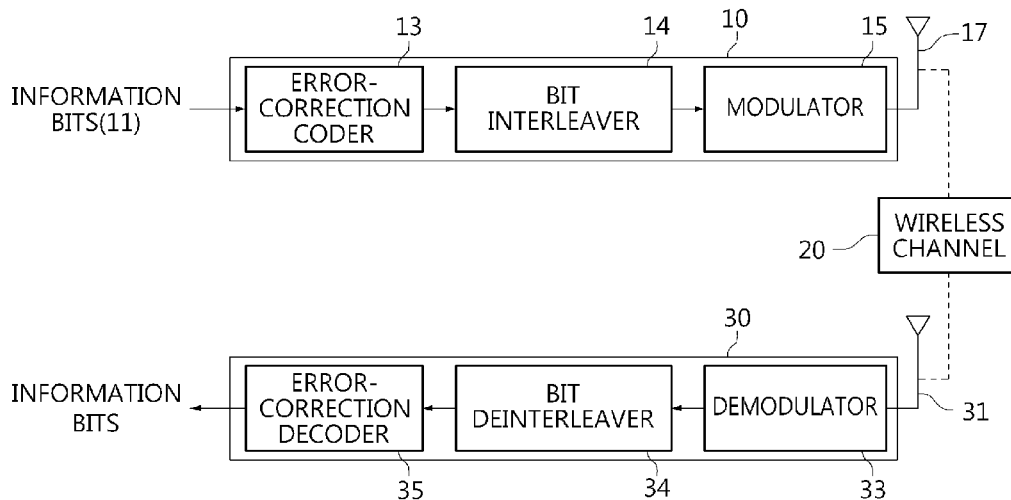 13
14
10
15
17
INFORMATION
BITS(11)
ERROR-
CORRECTION
CODER
BIT
INTERLEAVER
MODULATOR
20
WIRELESS
CHANNEL
30
INFORMATION
BITS
ERROR-
CORRECTION
DECODER
BIT
DEINTERLEAVER
DEMODULATOR
31
35
34
33